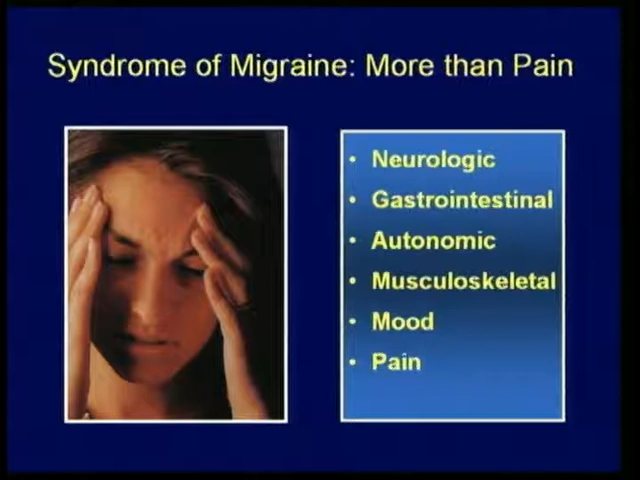 Syndrome of Migraine: More than Pain
• Neurologic
• Gastrointestinal
• Autonomic
• Musculoskeletal
• Mood
• Pain